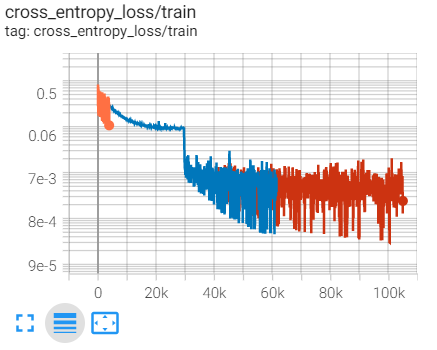 cross_entropy_loss/train
tag: cross_entropy_loss/train
0.5
0.06
7e-3
8e-4
9e-5
0 20k 40k 60k 80k 100k